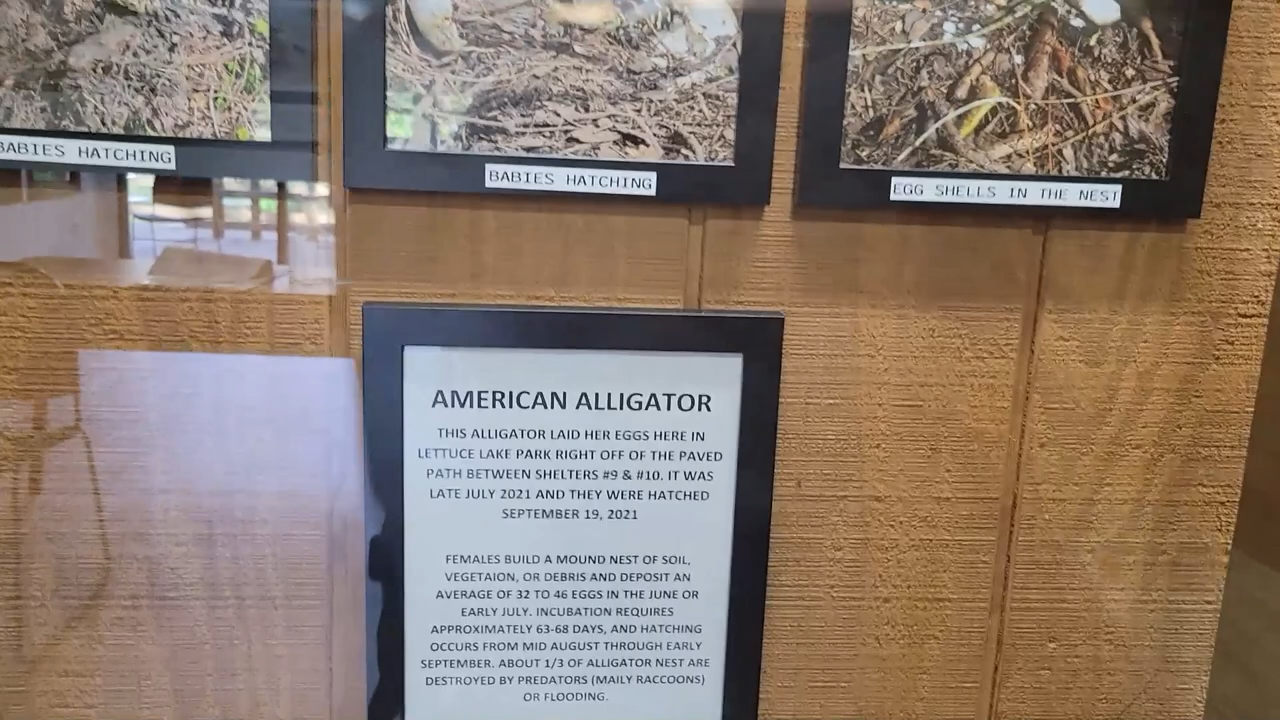 BABIES HATCHING
BABIES HATCHING
EGG SHELLS IN THE NEST
AMERICAN ALLIGATOR
THIS ALLIGATOR LAID HER EGGS HERE IN
LETTUCE LAKE PARK RIGHT OFF OF THE PAVED
PATH BETWEEN SHELTERS #9 & #10. IT WAS
LATE JULY 2021 AND THEY WERE HATCHED
SEPTEMBER 19, 2021
FEMALES BUILD A MOUND NEST OF SOIL,
VEGETAION, OR DEBRIS AND DEPOSIT AN
AVERAGE OF 32 TO 46 EGGS IN THE JUNE OR
EARLY JULY. INCUBATION REQUIRES
APPROXIMATELY 63-68 DAYS, AND HATCHING
OCCURS FROM MID AUGUST THROUGH EARLY
SEPTEMBER. ABOUT 1/3 OF ALLIGATOR NEST ARE
DESTROYED BY PREDATORS (MAILY RACCOONS)
OR FLOODING.